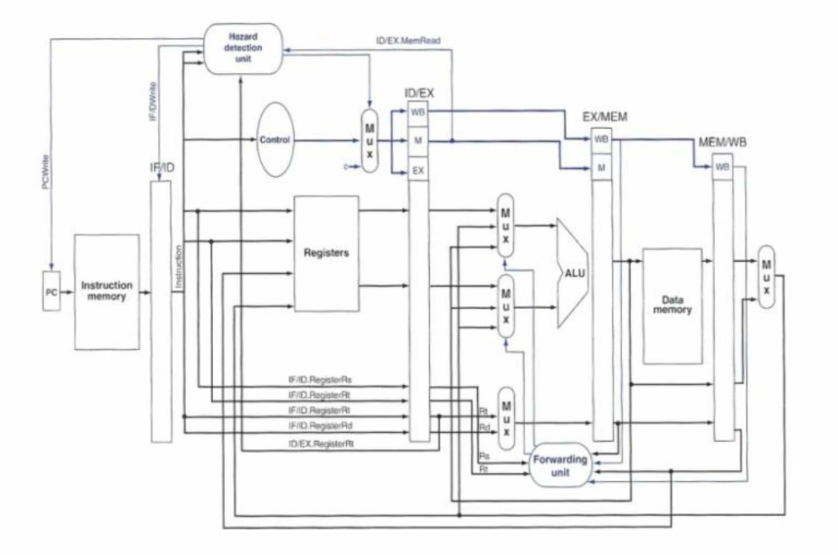 Hazard
detection
unit
ID/EX.MemRead
IF/DWrite
PCWrite
ID/EX
WB
M
EX
Control
M
u
x
EX/MEM
WB
M
MEM/WB
WB
IF/ID
PC
Instruction
memory
Instruction
Registers
M
u
x
M
u
x
ALU
Data
memory
M
u
x
IF/ID.RegisterRs
IF/ID.RegisterRt
IF/ID.RegisterRt
IF/ID.RegisterRd
ID/EX.RegisterRt
Rt
Rd
M
u
x
Rs
Rt
Forwarding
unit